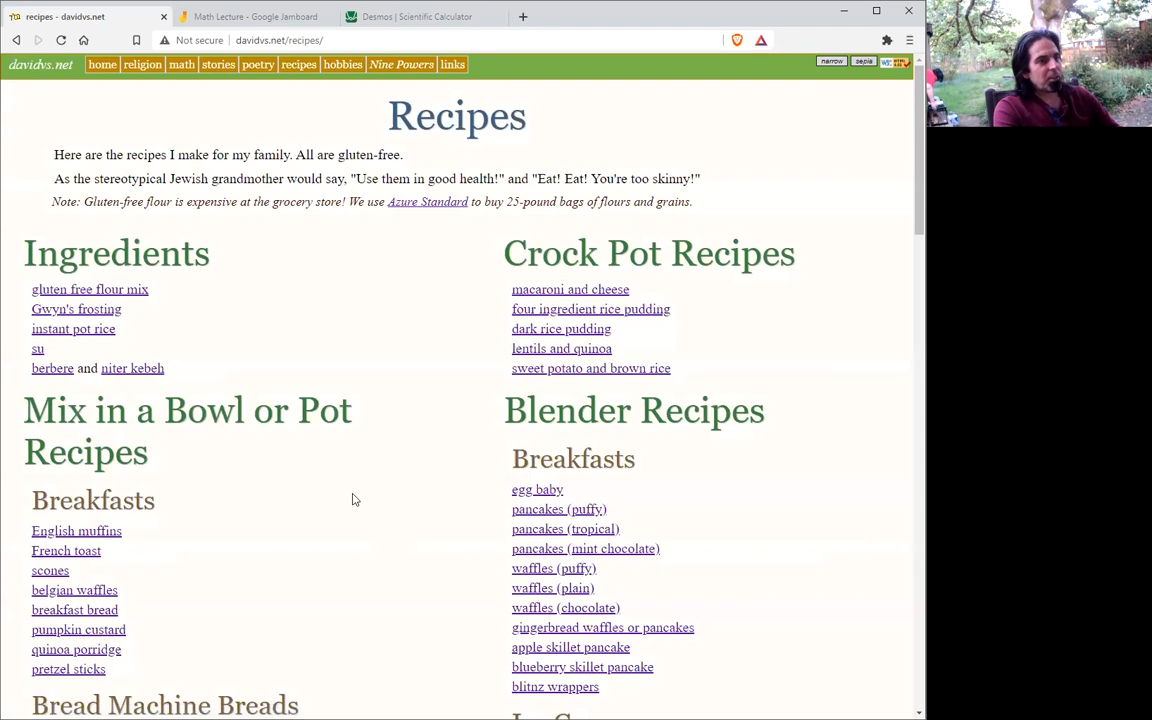 recipes - davidvs.net
Math Lecture - Google Jamboard
Desmos | Scientific Calculator
Not secure
davidvs.net/recipes/
davidvs.net
home religion math stories poetry recipes hobbies Nine Powers links
narrow sepia W3C
Recipes
Here are the recipes I make for my family. All are gluten-free.
As the stereotypical Jewish grandmother would say, "Use them in good health!" and "Eat! Eat! You're too skinny!"
Note: Gluten-free flour is expensive at the grocery store! We use Azure Standard to buy 25-pound bags of flours and grains.
Ingredients
gluten free flour mix
Gwyn's frosting
instant pot rice
su
berbere and niter kebeh
Crock Pot Recipes
macaroni and cheese
four ingredient rice pudding
dark rice pudding
lentils and quinoa
sweet potato and brown rice
Mix in a Bowl or Pot
Recipes
Breakfasts
English muffins
French toast
scones
belgian waffles
breakfast bread
pumpkin custard
quinoa porridge
pretzel sticks
Bread Machine Breads
Blender Recipes
Breakfasts
egg baby
pancakes (puffy)
pancakes (tropical)
pancakes (mint chocolate)
waffles (puffy)
waffles (plain)
waffles (chocolate)
gingerbread waffles or pancakes
apple skillet pancake
blueberry skillet pancake
blitnz wrappers